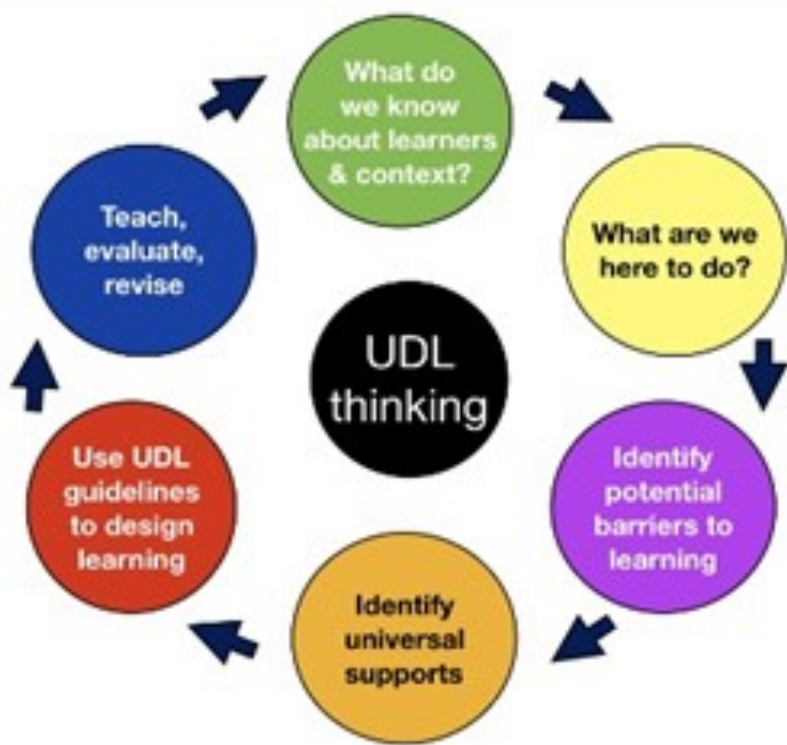 What do
we know
about learners
& context?
What are we
here to do?
Identify
potential
barriers to
learning
Identify
universal
supports
Use UDL
guidelines
to design
learning
Teach,
evaluate,
revise
UDL
thinking